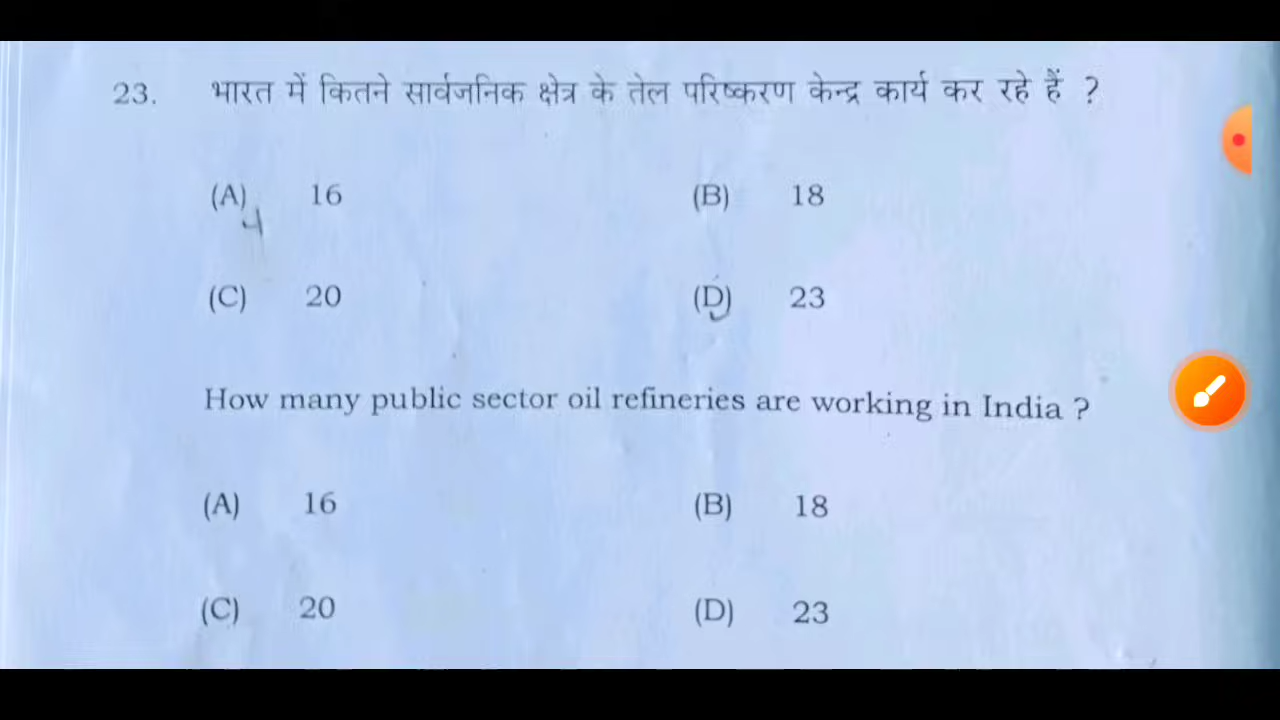 23. भारत में कितने सार्वजनिक क्षेत्र के तेल परिष्करण केन्द्र कार्य कर रहे हैं ?
(A) 16 (B) 18
(C) 20 (D) 23
How many public sector oil refineries are working in India ?
(A) 16 (B) 18
(C) 20 (D) 23